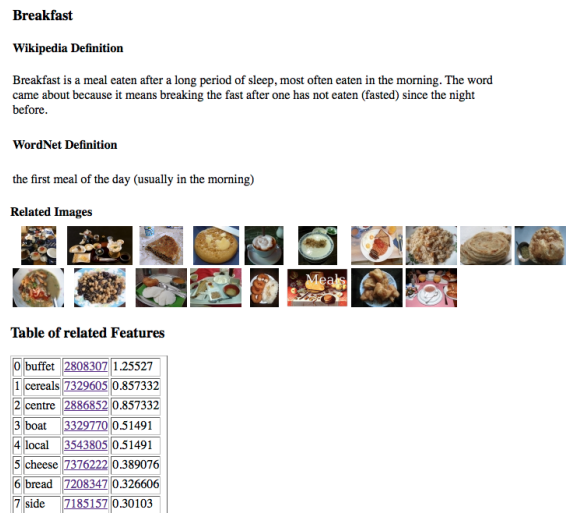 Breakfast
Wikipedia Definition
Breakfast is a meal eaten after a long period of sleep, most often eaten in the morning. The word
came about because it means breaking the fast after one has not eaten (fasted) since the night
before.
WordNet Definition
the first meal of the day (usually in the morning)
Related Images
Meals
Table of related Features
0 buffet 2808307 1.25527
1 cereals 7329605 0.857332
2 centre 2886852 0.857332
3 boat 3329770 0.51491
4 local 3543805 0.51491
5 cheese 7376222 0.389076
6 bread 7208347 0.326606
7 side 7185157 0.30103